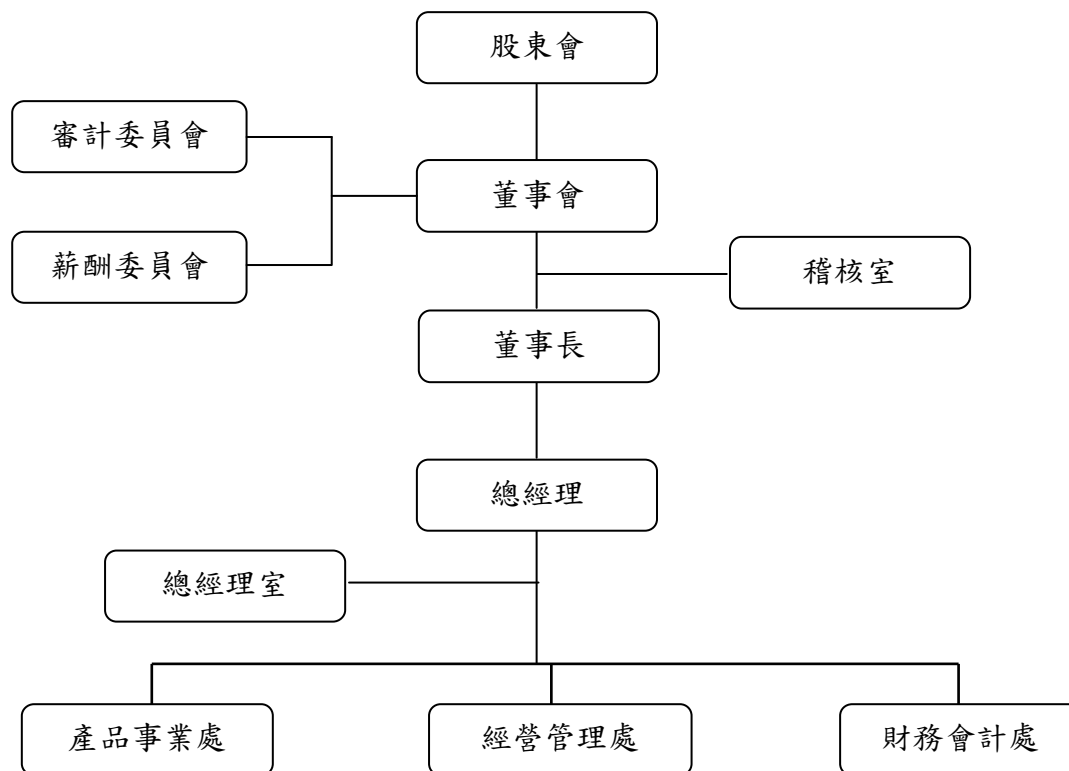 股東會
審計委員會
董事會
薪酬委員會
稽核室
董事長
總經理
總經理室
產品事業處
經營管理處
財務會計處